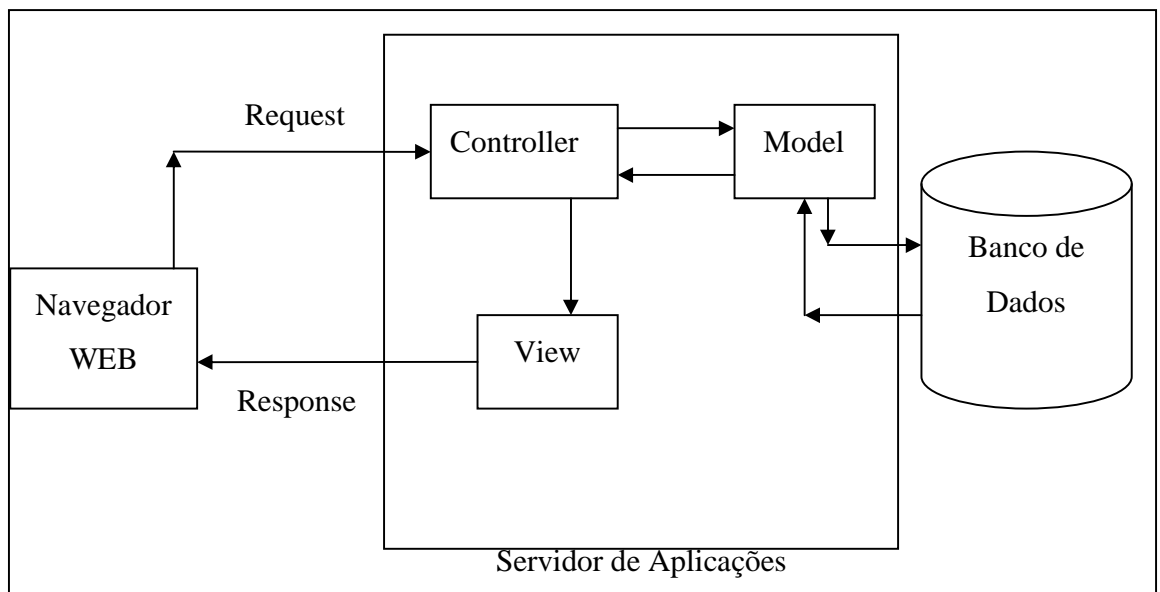 Request
Controller
Model
Banco de
Dados
Navegador
WEB
View
Response
Servidor de Aplicações